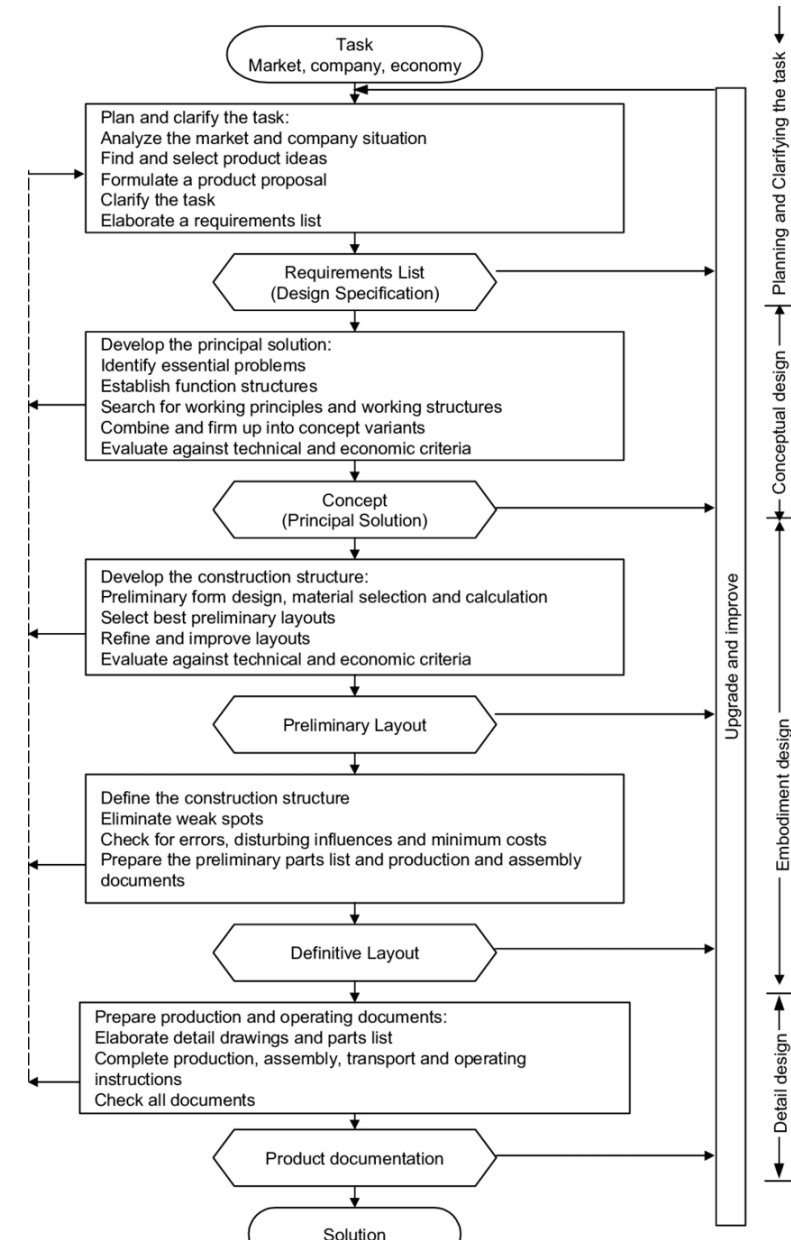 Task
Market, company, economy
Plan and clarify the task:
Analyze the market and company situation
Find and select product ideas
Formulate a product proposal
Clarify the task
Elaborate a requirements list
Requirements List
(Design Specification)
Develop the principal solution:
Identify essential problems
Establish function structures
Search for working principles and working structures
Combine and firm up into concept variants
Evaluate against technical and economic criteria
Concept
(Principal Solution)
Develop the construction structure:
Preliminary form design, material selection and calculation
Select best preliminary layouts
Refine and improve layouts
Evaluate against technical and economic criteria
Preliminary Layout
Define the construction structure
Eliminate weak spots
Check for errors, disturbing influences and minimum costs
Prepare the preliminary parts list and production and assembly
documents
Definitive Layout
Prepare production and operating documents:
Elaborate detail drawings and parts list
Complete production, assembly, transport and operating
instructions
Check all documents
Product documentation
Solution
Upgrade and improve
Planning and Clarifying the task
Conceptual design
Embodiment design
Detail design